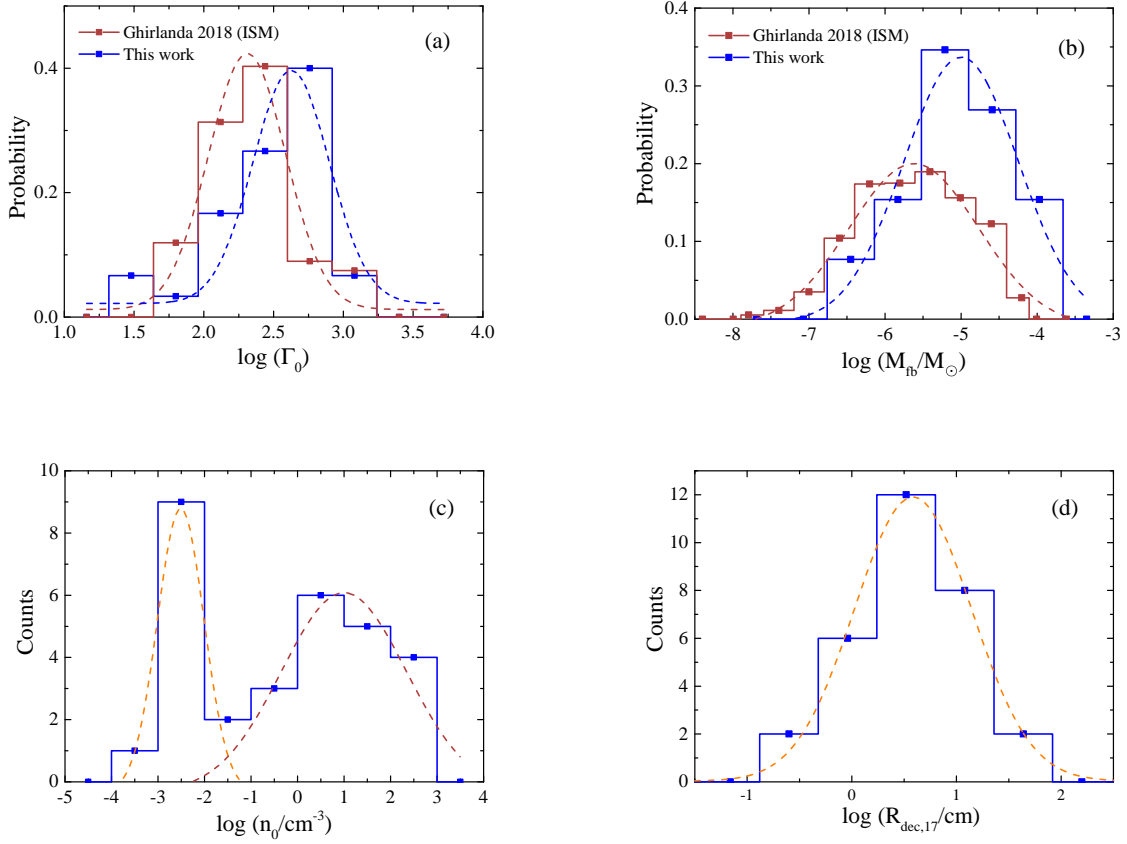 Ghirlanda 2018 (ISM)
This work
(a)
Probability
0.4
0.2
0.0
1.0 1.5 2.0 2.5 3.0 3.5 4.0
log (Γ₀)
Ghirlanda 2018 (ISM)
This work
(b)
Probability
0.4
0.3
0.2
0.1
0.0
-8 -7 -6 -5 -4 -3
log (M_fb/M_⊙)
(c)
Counts
10
8
6
4
2
0
-5 -4 -3 -2 -1 0 1 2 3 4
log (n₀/cm⁻³)
(d)
Counts
12
10
8
6
4
2
0
-1 0 1 2
log (R_dec,17/cm)